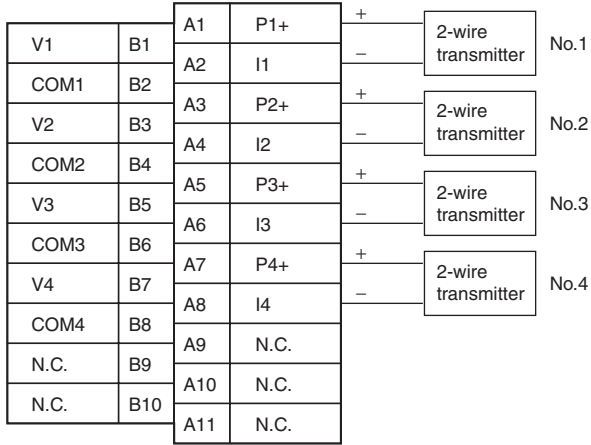 A1 P1+ + 2-wire transmitter No.1
V1 B1
A2 I1 –
COM1 B2
A3 P2+ + 2-wire transmitter No.2
V2 B3
A4 I2 –
COM2 B4
A5 P3+ + 2-wire transmitter No.3
V3 B5
A6 I3 –
COM3 B6
A7 P4+ + 2-wire transmitter No.4
V4 B7
A8 I4 –
COM4 B8
A9 N.C.
N.C. B9
A10 N.C.
N.C. B10
A11 N.C.